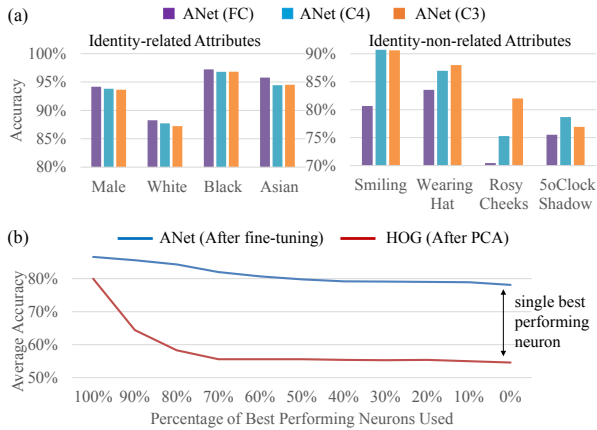 (a) ANet (FC) ANet (C4) ANet (C3)
Identity-related Attributes Identity-non-related Attributes
Accuracy
100%
95%
90%
85%
80%
Male White Black Asian
90%
85%
80%
75%
70%
Smiling Wearing Hat Rosy Cheeks 5oClock Shadow
(b) ANet (After fine-tuning) HOG (After PCA)
Average Accuracy
80%
70%
60%
50%
single best
performing
neuron
100% 90% 80% 70% 60% 50% 40% 30% 20% 10% 0%
Percentage of Best Performing Neurons Used